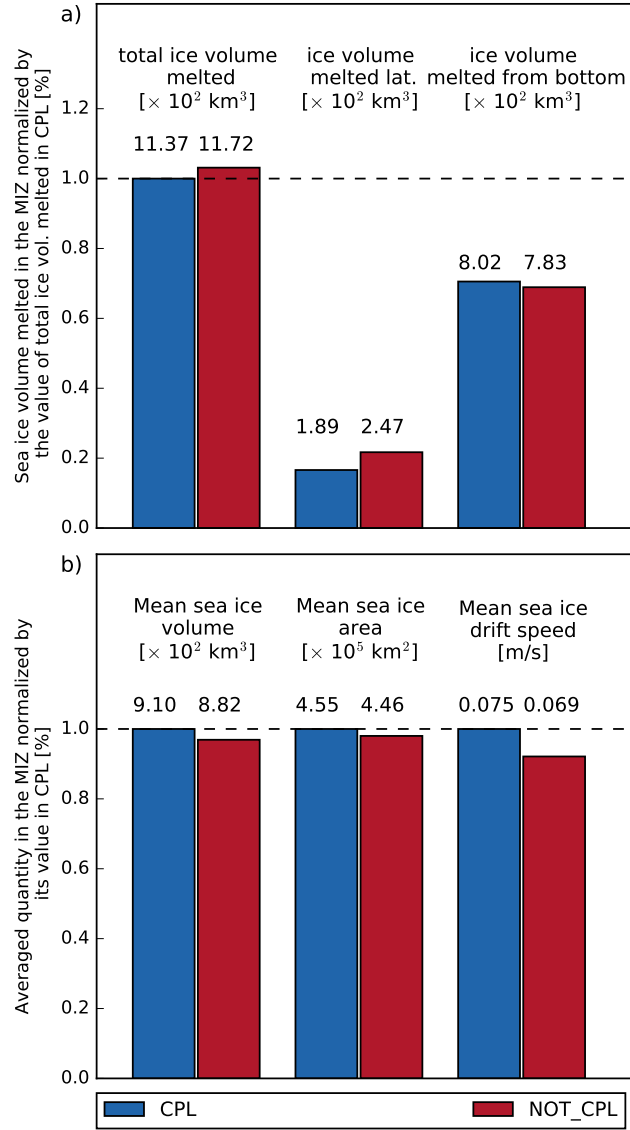 a)
Sea ice volume melted in the MIZ normalized by
the value of total ice vol. melted in CPL [%]
total ice volume
melted
[× 10² km³]
ice volume
melted lat.
[× 10² km³]
ice volume
melted from bottom
[× 10² km³]
11.37 11.72
1.89 2.47
8.02 7.83
1.2
1.0
0.8
0.6
0.4
0.2
0.0
b)
Averaged quantity in the MIZ normalized by
its value in CPL [%]
Mean sea ice
volume
[× 10² km³]
Mean sea ice
area
[× 10⁵ km²]
Mean sea ice
drift speed
[m/s]
9.10 8.82
4.55 4.46
0.075 0.069
1.0
0.8
0.6
0.4
0.2
0.0
CPL
NOT_CPL